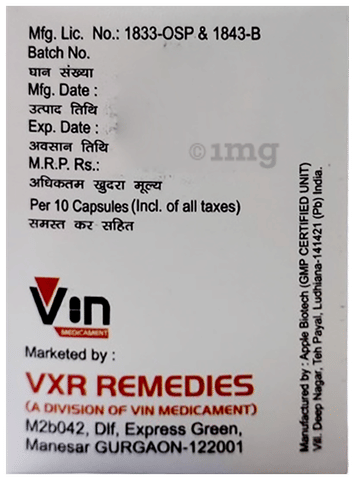 Mfg. Lic. No.: 1833-OSP & 1843-B
Batch No.
घान संख्या
Mfg. Date :
उत्पाद तिथि
Exp. Date :
अवसान तिथि
M.R.P. Rs.:
अधिकतम खुदरा मूल्य
Per 10 Capsules (Incl. of all taxes)
समस्त कर सहित
©1mg
Vin
MEDICAMENT
Marketed by :
VXR REMEDIES
(A DIVISION OF VIN MEDICAMENT)
M2b042, Dlf, Express Green,
Manesar GURGAON-122001
Manufactured by : Apple Biotech (GMP CERTIFIED UNIT)
Vill. Deep Nagar, Teh Payal, Ludhiana-141421 (Pb) India.